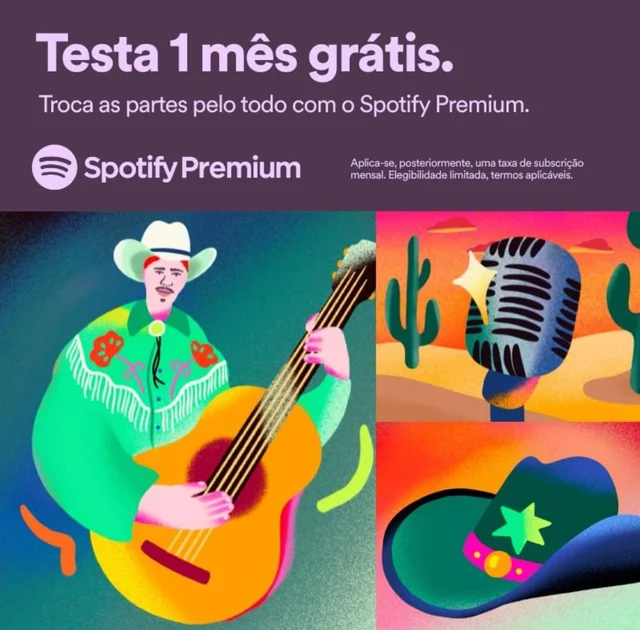 Testa 1 mês grátis.
Troca as partes pelo todo com o Spotify Premium.
Spotify Premium
Aplica-se, posteriormente, uma taxa de subscrição
mensal. Elegibilidade limitada, termos aplicáveis.